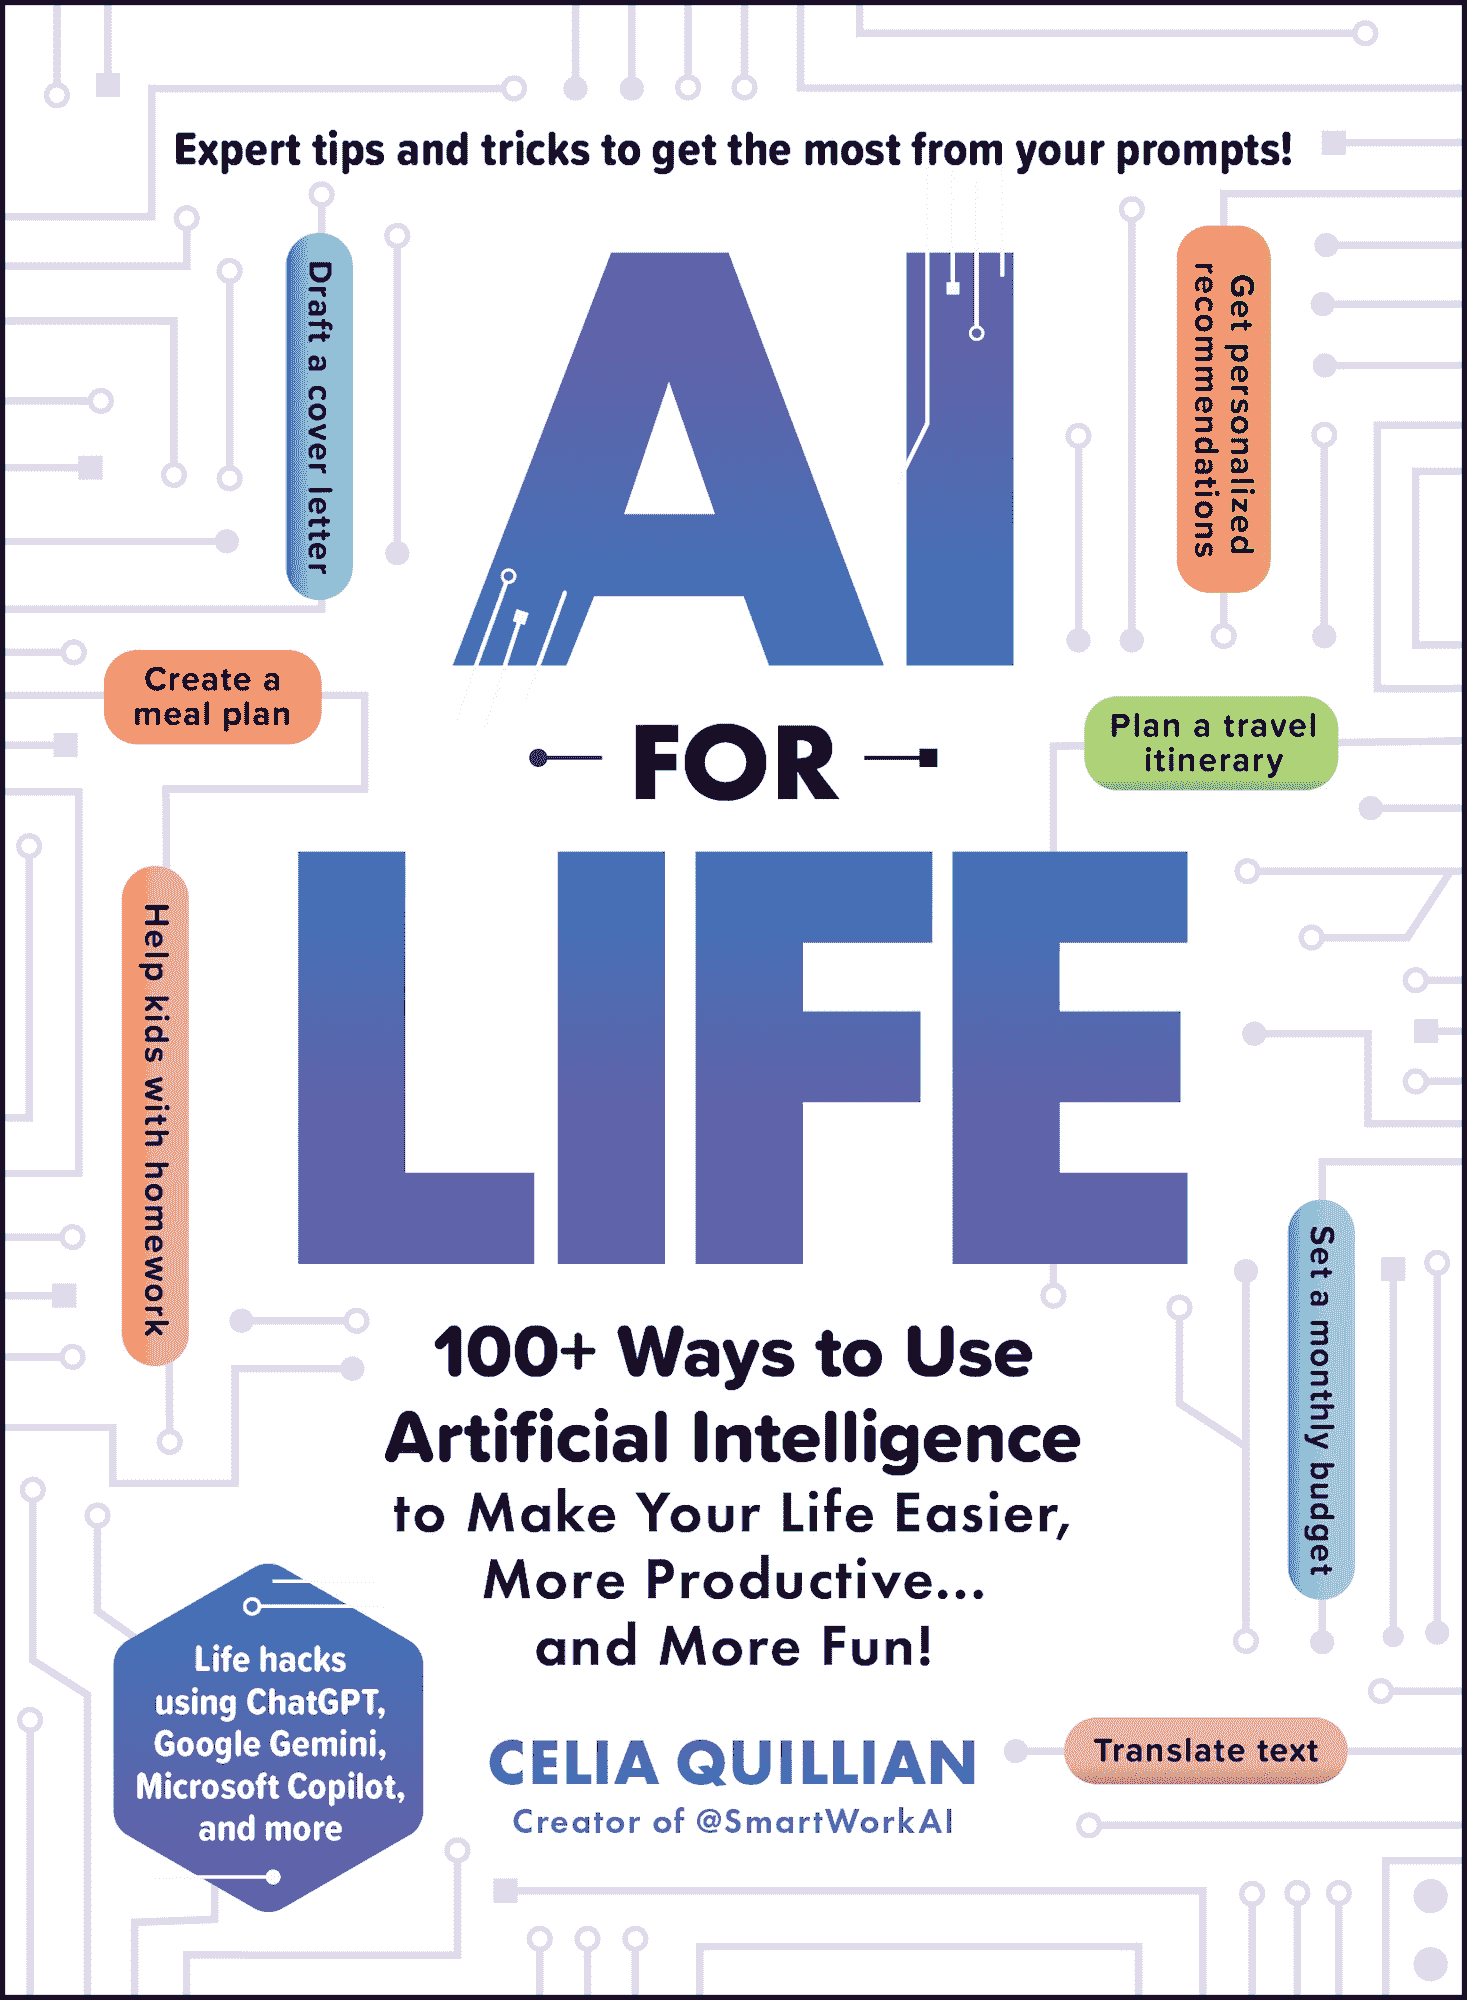 Expert tips and tricks to get the most from your prompts!
Draft a cover letter
Get personalized
recommendations
AI
Create a
meal plan
Plan a travel
itinerary
FOR
Help kids with homework
LIFE
Set a monthly budget
100+ Ways to Use
Artificial Intelligence
to Make Your Life Easier,
More Productive...
and More Fun!
Life hacks
using ChatGPT,
Google Gemini,
Microsoft Copilot,
and more
CELIA QUILLIAN
Creator of @SmartWorkAI
Translate text